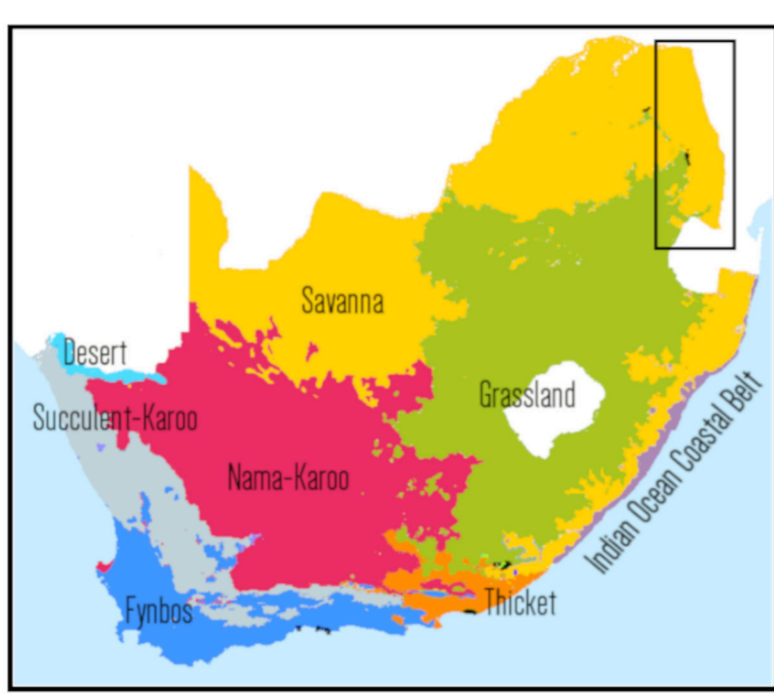 Savanna
Desert
Grassland
Succulent-Karoo
Nama-Karoo
Indian Ocean Coastal Belt
Thicket
Fynbos